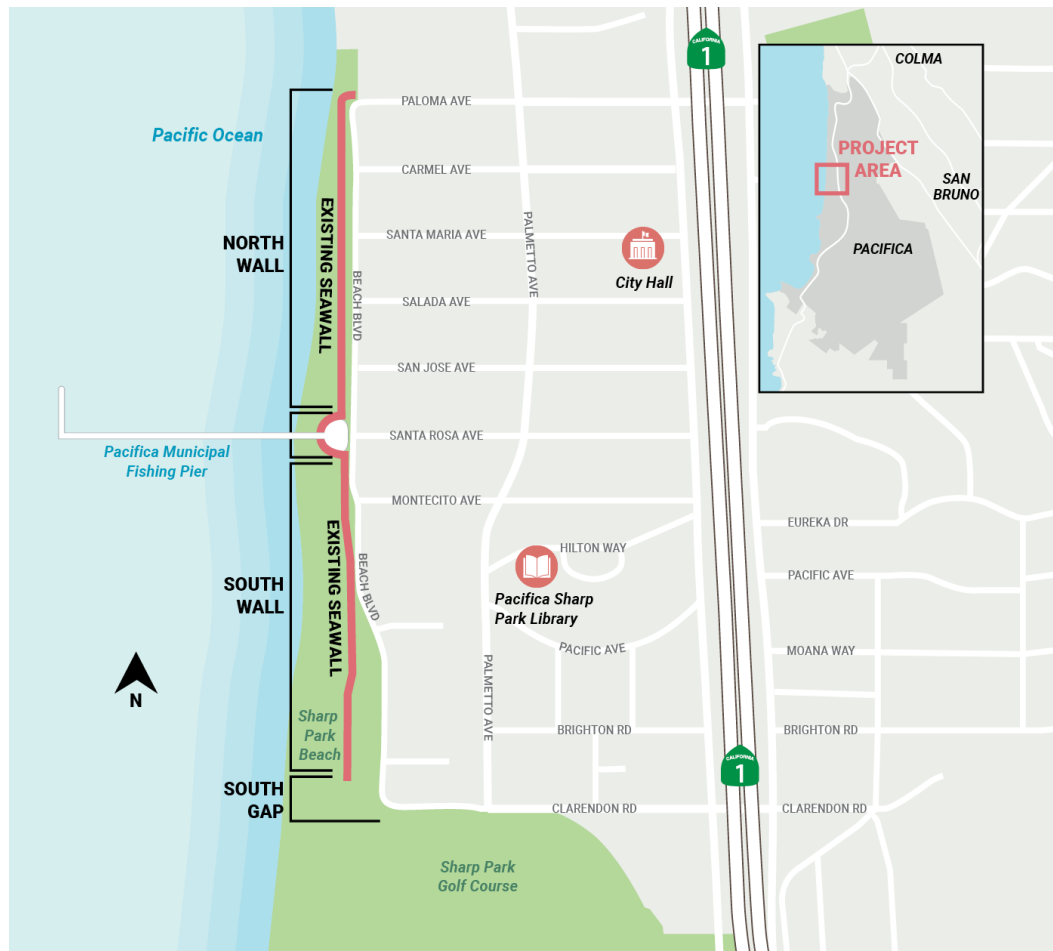 CALIFORNIA
1
COLMA
PROJECT
AREA
SAN
BRUNO
PACIFICA
Pacific Ocean
PALOMA AVE
CARMEL AVE
SANTA MARIA AVE
SALADA AVE
SAN JOSE AVE
SANTA ROSA AVE
MONTECITO AVE
PALMETTO AVE
BEACH BLVD
City Hall
NORTH
WALL
EXISTING SEAWALL
Pacifica Municipal
Fishing Pier
SOUTH
WALL
EXISTING SEAWALL
BEACH BLVD
HILTON WAY
Pacifica Sharp
Park Library
PACIFIC AVE
PALMETTO AVE
BRIGHTON RD
CLARENDON RD
EUREKA DR
PACIFIC AVE
MOANA WAY
BRIGHTON RD
CALIFORNIA
1
CLARENDON RD
N
Sharp
Park
Beach
SOUTH
GAP
Sharp Park
Golf Course